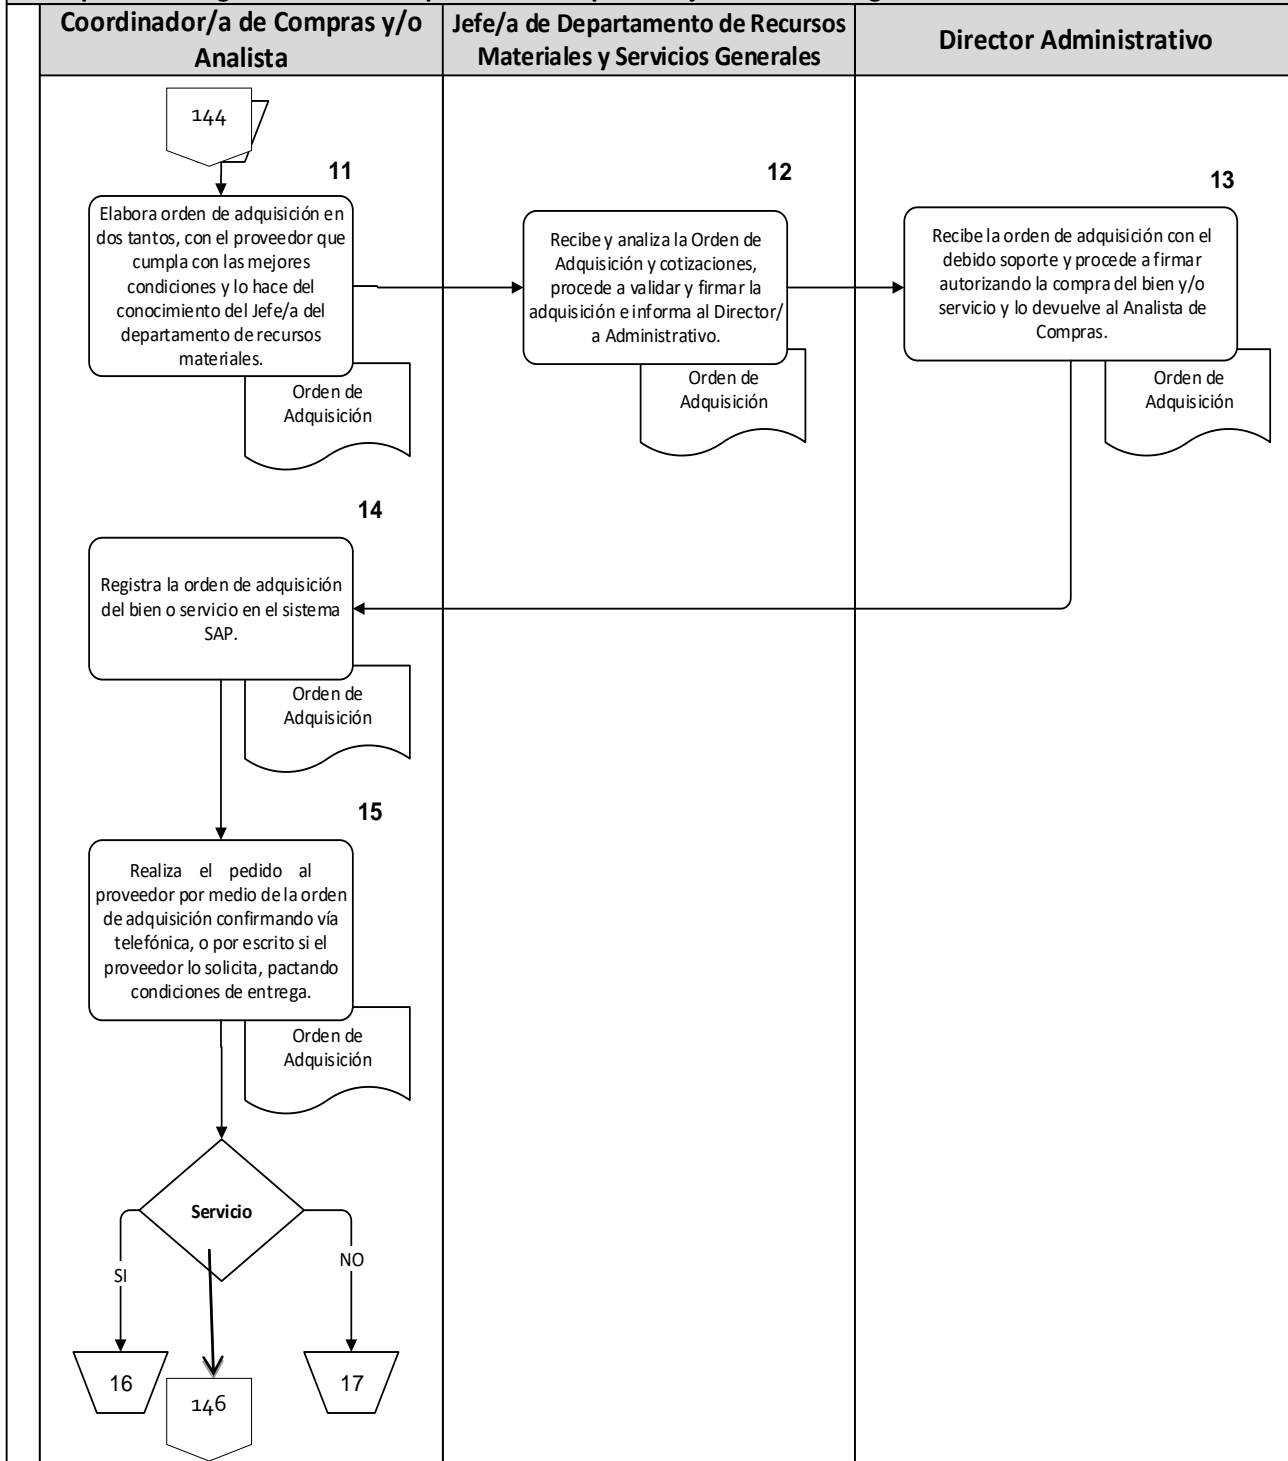 Coordinador/a de Compras y/o
Analista
Jefe/a de Departamento de Recursos
Materiales y Servicios Generales
Director Administrativo
144
11
Elabora orden de adquisición en
dos tantos, con el proveedor que
cumpla con las mejores
condiciones y lo hace del
conocimiento del Jefe/a del
departamento de recursos
materiales.
Orden de
Adquisición
12
Recibe y analiza la Orden de
Adquisición y cotizaciones,
procede a validar y firmar la
adquisición e informa al Director/
a Administrativo.
Orden de
Adquisición
13
Recibe la orden de adquisición con el
debido soporte y procede a firmar
autorizando la compra del bien y/o
servicio y lo devuelve al Analista de
Compras.
Orden de
Adquisición
14
Registra la orden de adquisición
del bien o servicio en el sistema
SAP.
Orden de
Adquisición
15
Realiza el pedido al
proveedor por medio de la orden
de adquisición confirmando vía
telefónica, o por escrito si el
proveedor lo solicita, pactando
condiciones de entrega.
Orden de
Adquisición
Servicio
SI
NO
16
146
17